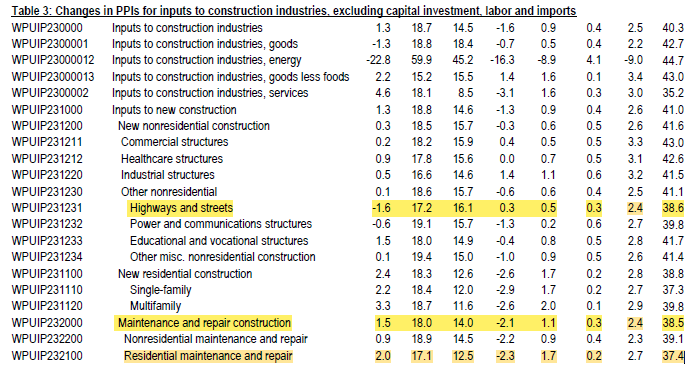 Table 3: Changes in PPIs for inputs to construction industries, excluding capital investment, labor and imports
WPUIP230000 Inputs to construction industries 1.3 18.7 14.5 -1.6 0.9 0.4 2.5 40.3
WPUIP2300001 Inputs to construction industries, goods -1.3 18.8 18.4 -0.7 0.5 0.4 2.2 42.7
WPUIP23000012 Inputs to construction industries, energy -22.8 59.9 45.2 -16.3 -8.9 4.1 -9.0 44.7
WPUIP23000013 Inputs to construction industries, goods less foods 2.2 15.2 15.5 1.4 1.6 0.1 3.4 43.0
WPUIP2300002 Inputs to construction industries, services 4.6 18.1 8.5 -3.1 1.6 0.3 3.0 35.2
WPUIP231000 Inputs to new construction 1.3 18.8 14.6 -1.3 0.9 0.4 2.6 41.0
WPUIP231200 New nonresidential construction 0.3 18.5 15.7 -0.3 0.6 0.5 2.6 41.6
WPUIP231211 Commercial structures 0.2 18.2 15.9 0.4 0.5 0.5 3.3 43.0
WPUIP231212 Healthcare structures 0.9 17.8 15.6 0.0 0.7 0.5 3.1 42.6
WPUIP231220 Industrial structures 0.5 16.6 14.6 1.4 1.1 0.6 3.2 41.5
WPUIP231230 Other nonresidential 0.1 18.6 15.7 -0.6 0.6 0.4 2.5 41.1
WPUIP231231 Highways and streets -1.6 17.2 16.1 0.3 0.5 0.3 2.4 38.6
WPUIP231232 Power and communications structures -0.6 19.1 15.7 -1.3 0.2 0.6 2.7 39.8
WPUIP231233 Educational and vocational structures 1.5 18.0 14.9 -0.4 0.8 0.5 2.8 41.7
WPUIP231234 Other misc. nonresidential construction 0.1 19.4 15.0 -1.0 0.9 0.5 2.6 41.4
WPUIP231100 New residential construction 2.4 18.3 12.6 -2.6 1.7 0.2 2.8 38.8
WPUIP231110 Single-family 2.2 18.4 12.0 -2.9 1.7 0.2 2.7 37.3
WPUIP231120 Multifamily 3.3 18.7 11.6 -2.6 2.0 0.1 2.9 39.8
WPUIP232000 Maintenance and repair construction 1.5 18.0 14.0 -2.1 1.1 0.3 2.4 38.5
WPUIP232200 Nonresidential maintenance and repair 0.9 18.9 14.5 -2.2 0.9 0.4 2.3 39.1
WPUIP232100 Residential maintenance and repair 2.0 17.1 12.5 -2.3 1.7 0.2 2.7 37.4